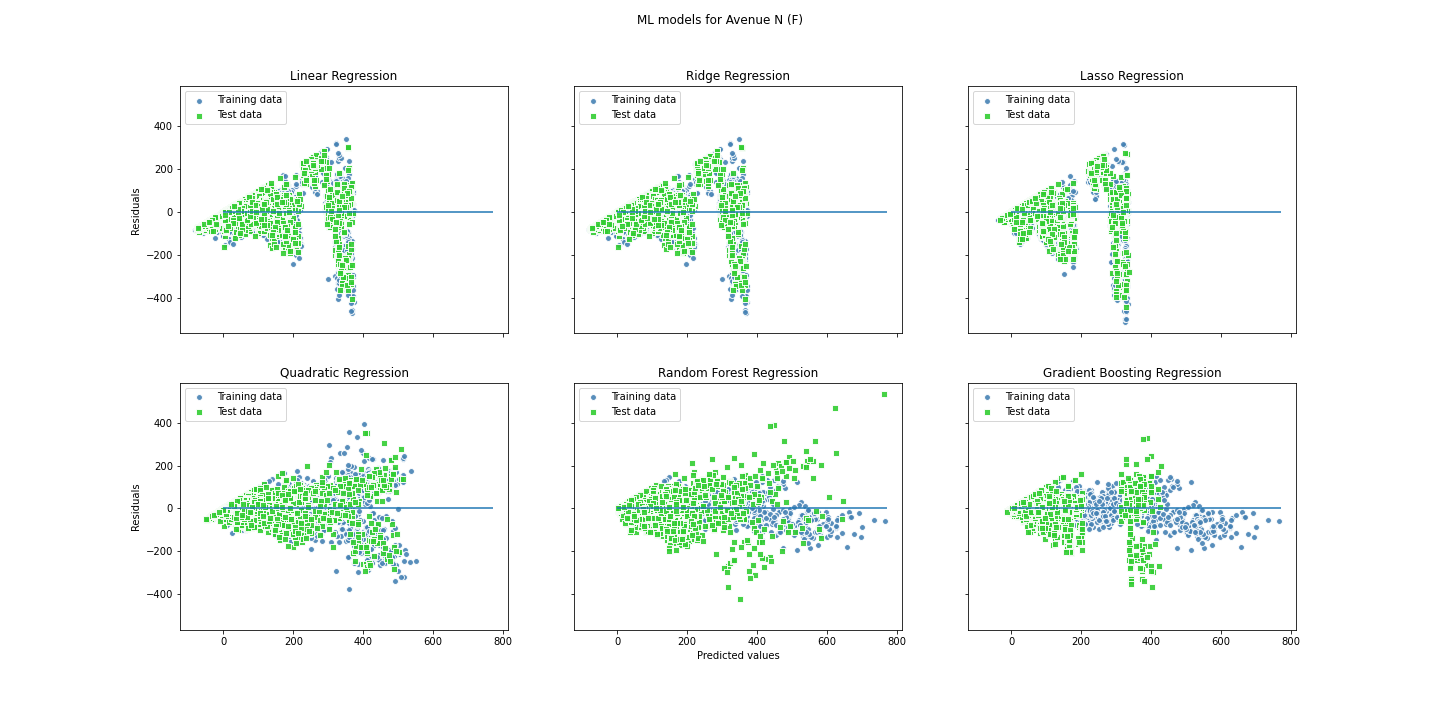 ML models for Avenue N (F)
Linear Regression
Ridge Regression
Lasso Regression
Training data
Test data
Training data
Test data
Training data
Test data
400
200
0
−200
−400
Residuals
Quadratic Regression
Random Forest Regression
Gradient Boosting Regression
Training data
Test data
Training data
Test data
Training data
Test data
400
200
0
−200
−400
Residuals
0 200 400 600 800
0 200 400 600 800
0 200 400 600 800
Predicted values